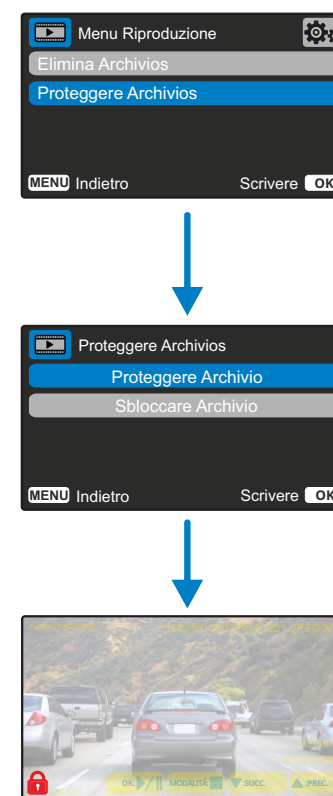 Menu Riproduzione
Elimina Archivios
Proteggere Archivios
MENU Indietro Scrivere OK
Proteggere Archivios
Proteggere Archivio
Sbloccare Archivio
MENU Indietro Scrivere OK
OK: MODALITÀ: :SUCC. :PREC.